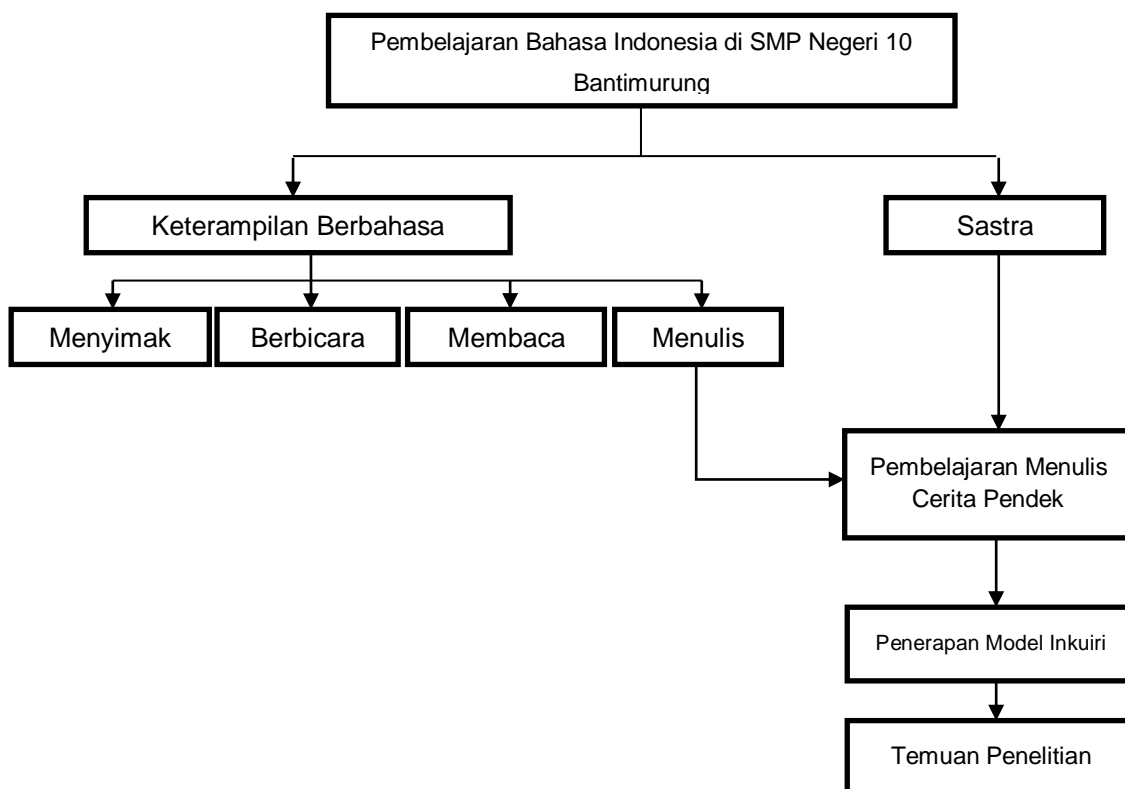 Pembelajaran Bahasa Indonesia di SMP Negeri 10
Bantimurung
Keterampilan Berbahasa
Sastra
Menyimak
Berbicara
Membaca
Menulis
Pembelajaran Menulis
Cerita Pendek
Penerapan Model Inkuiri
Temuan Penelitian